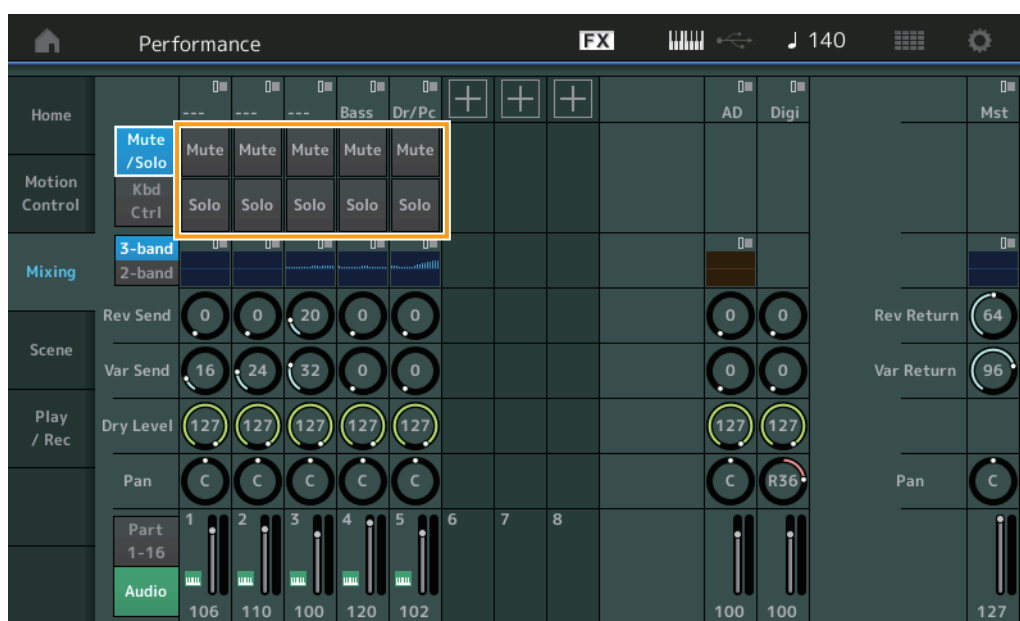 Performance FX 140
Home
--- --- --- Bass Dr/Pc AD Digi Mst
Mute
/Solo
Mute Mute Mute Mute Mute
Motion
Control
Kbd
Ctrl
Solo Solo Solo Solo Solo
Mixing
3-band
2-band
Rev Send 0 0 20 0 0 0 0 Rev Return 64
Scene
Var Send 16 24 32 0 0 0 0 Var Return 96
Play
/ Rec
Dry Level 127 127 127 127 127 127 127
Pan C C C C C C R36 Pan C
Part
1-16
1 2 3 4 5 6 7 8
Audio
106 110 100 120 102 100 100 127